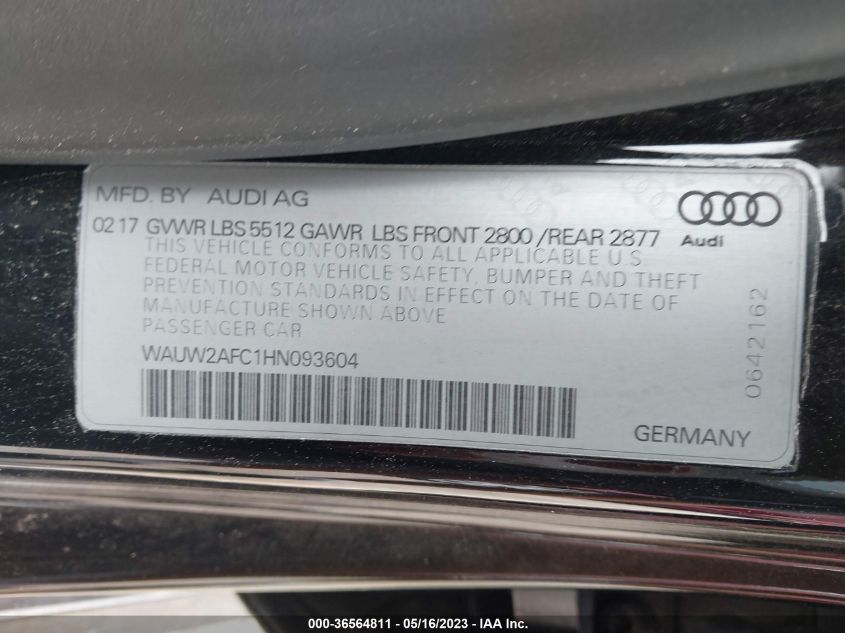 MFD. BY AUDI AG
Audi
02 17 GVWR LBS 5512 GAWR LBS FRONT 2800 / REAR 2877
THIS VEHICLE CONFORMS TO ALL APPLICABLE U.S
FEDERAL MOTOR VEHICLE SAFETY, BUMPER AND THEFT
PREVENTION STANDARDS IN EFFECT ON THE DATE OF
MANUFACTURE SHOWN ABOVE
PASSENGER CAR
WAUW2AFC1HN093604
0642162
GERMANY
000-36564811 - 05/16/2023 - IAAI Inc.